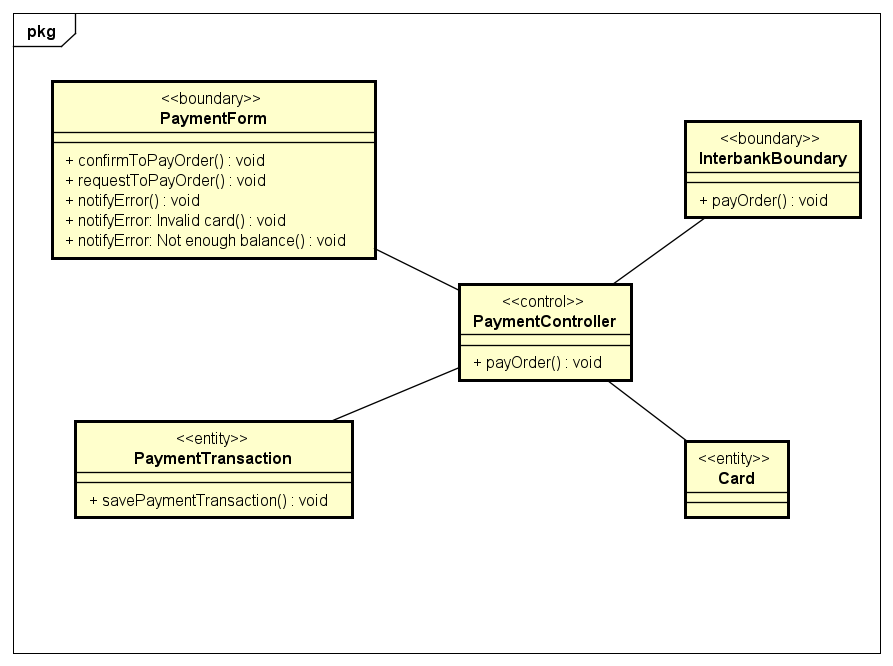 pkg
<<boundary>>
PaymentForm
+ confirmToPayOrder() : void
+ requestToPayOrder() : void
+ notifyError() : void
+ notifyError: Invalid card() : void
+ notifyError: Not enough balance() : void
<<boundary>>
InterbankBoundary
+ payOrder() : void
<<control>>
PaymentController
+ payOrder() : void
<<entity>>
PaymentTransaction
+ savePaymentTransaction() : void
<<entity>>
Card